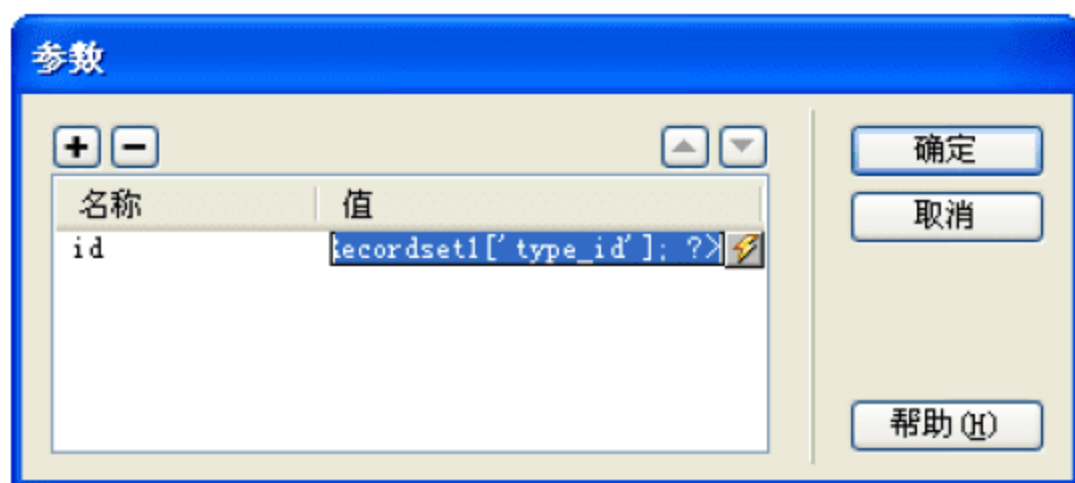 参数
名称 值
id ecordset1['type_id']; ?>
确定
取消
帮助(H)